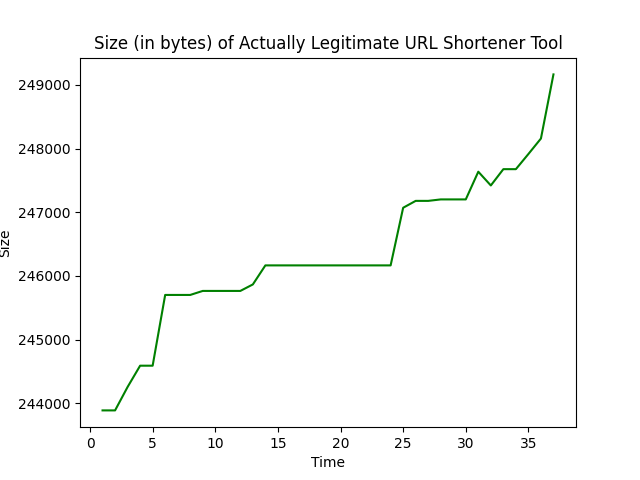 Size (in bytes) of Actually Legitimate URL Shortener Tool
249000
248000
247000
246000
245000
244000
Size
0 5 10 15 20 25 30 35
Time